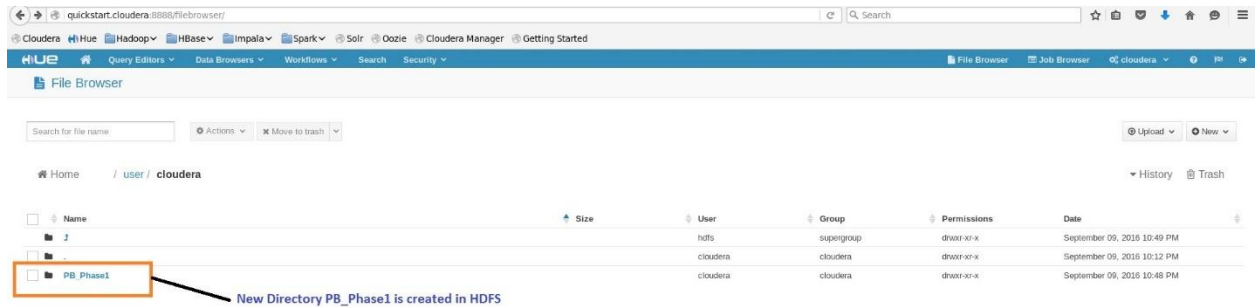 quickstart.cloudera:8888/filebrowser/
Search
Cloudera Hue Hadoop HBase Impala Spark Solr Oozie Cloudera Manager Getting Started
HUE Query Editors Data Browsers Workflows Search Security File Browser Job Browser cloudera
File Browser
Search for file name Actions Move to trash Upload New
Home / user / cloudera History Trash
Name Size User Group Permissions Date
hdfs supergroup drwxr-xr-x September 09, 2016 10:49 PM
. cloudera cloudera drwxr-xr-x September 09, 2016 10:12 PM
PB_Phase1 cloudera cloudera drwxr-xr-x September 09, 2016 10:48 PM
New Directory PB_Phase1 is created in HDFS